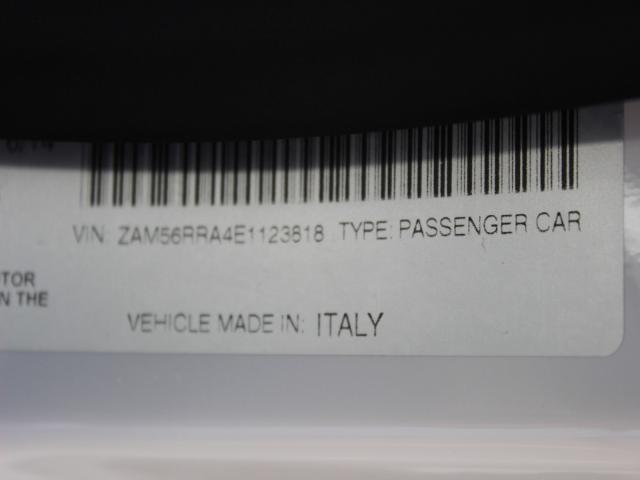 VIN: ZAM56RRA4E1123818 TYPE: PASSENGER CAR
TOR
N THE
VEHICLE MADE IN: ITALY